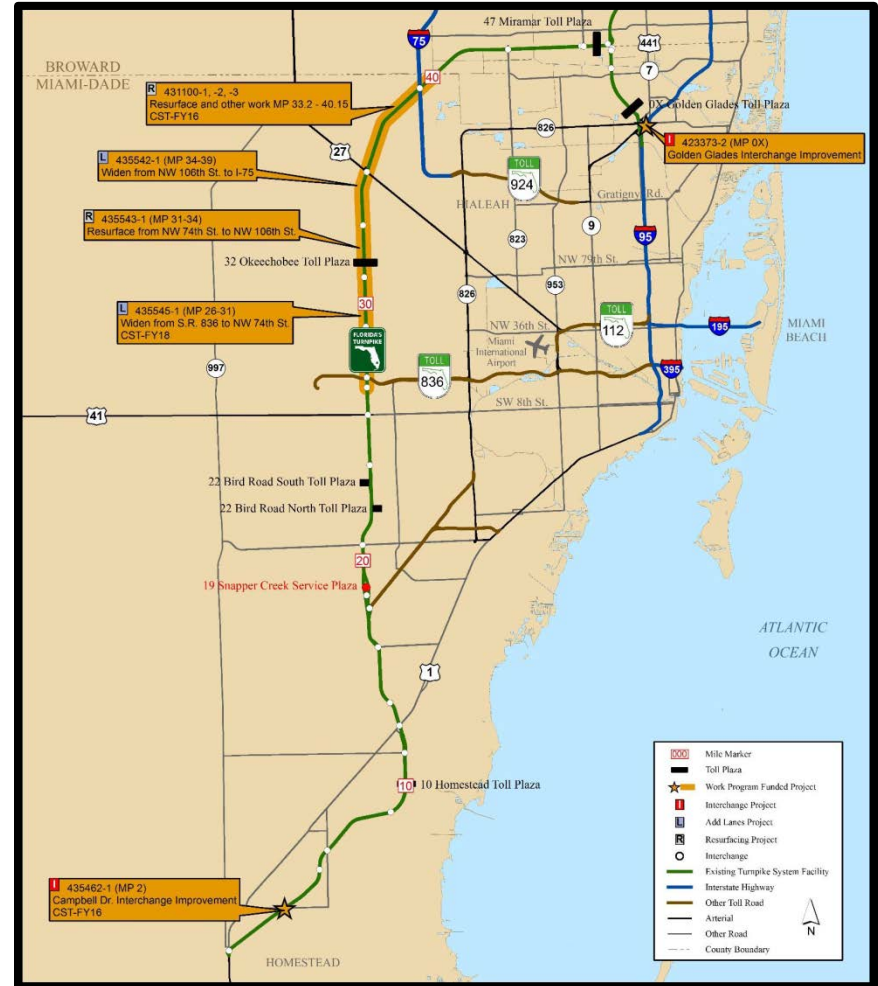 47 Miramar Toll Plaza
75
441
BROWARD
MIAMI-DADE
7
40
R
431100-1, -2, -3
Resurface and other work MP 33.2 - 40.15
CST-FY16
0X Golden Glades Toll Plaza
826
I
423373-2 (MP 0X)
Golden Glades Interchange Improvement
27
L
435542-1 (MP 34-39)
Widen from NW 106th St. to I-75
TOLL
924
Gratigny Rd.
HIALEAH
R
435543-1 (MP 31-34)
Resurface from NW 74th St. to NW 106th St.
9
823
95
32 Okeechobee Toll Plaza
NW 79th St.
953
826
30
L
435545-1 (MP 26-31)
Widen from S.R. 836 to NW 74th St.
CST-FY18
NW 36th St.
TOLL
112
195
MIAMI
BEACH
FLORIDA'S
TURNPIKE
Miami
International
Airport
997
TOLL
836
395
SW 8th St.
41
22 Bird Road South Toll Plaza
22 Bird Road North Toll Plaza
20
19 Snapper Creek Service Plaza
ATLANTIC
OCEAN
1
10
10 Homestead Toll Plaza
I
435462-1 (MP 2)
Campbell Dr. Interchange Improvement
CST-FY16
HOMESTEAD
000 Mile Marker
Toll Plaza
Work Program Funded Project
I Interchange Project
L Add Lanes Project
R Resurfacing Project
Interchange
Existing Turnpike System Facility
Interstate Highway
Other Toll Road
Arterial
Other Road
County Boundary
N